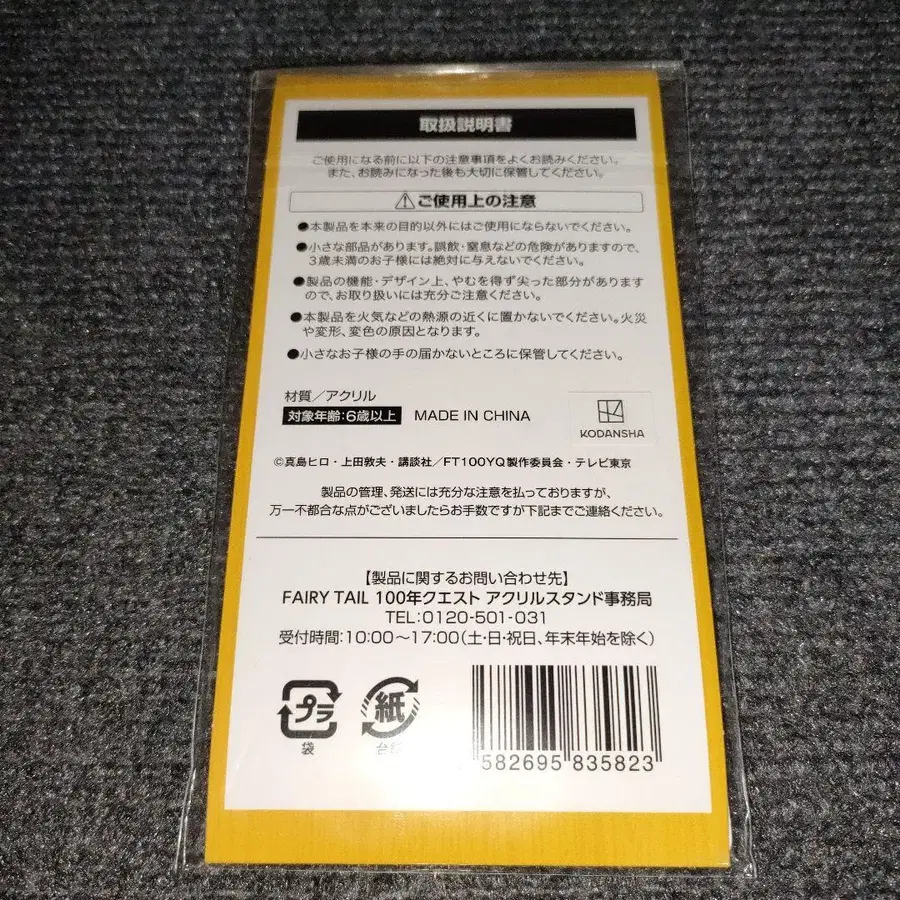 取扱説明書
ご使用になる前に以下の注意事項をよくお読みください。
また、お読みになった後も大切に保管してください。
⚠ご使用上の注意
●本製品を本来の目的以外にはご使用にならないでください。
●小さな部品があります。誤飲・窒息などの危険がありますので、
3歳未満のお子様には絶対に与えないでください。
●製品の機能・デザイン上、やむを得ず尖った部分があります
ので、お取り扱いには充分ご注意ください。
●本製品を火気などの熱源の近くに置かないでください。火災
や変形、変色の原因となります。
●小さなお子様の手の届かないところに保管してください。
材質／アクリル
対象年齢:6歳以上 MADE IN CHINA
KODANSHA
©真島ヒロ・上田敦夫・講談社/FT100YQ製作委員会・テレビ東京
製品の管理、発送には充分な注意を払っておりますが、
万一不都合な点がございましたらお手数ですが下記までご連絡ください。
【製品に関するお問い合わせ先】
FAIRY TAIL 100年クエスト アクリルスタンド事務局
TEL:0120-501-031
受付時間:10:00〜17:00(土・日・祝日、年末年始を除く)
プラ 紙
袋
582695 835823